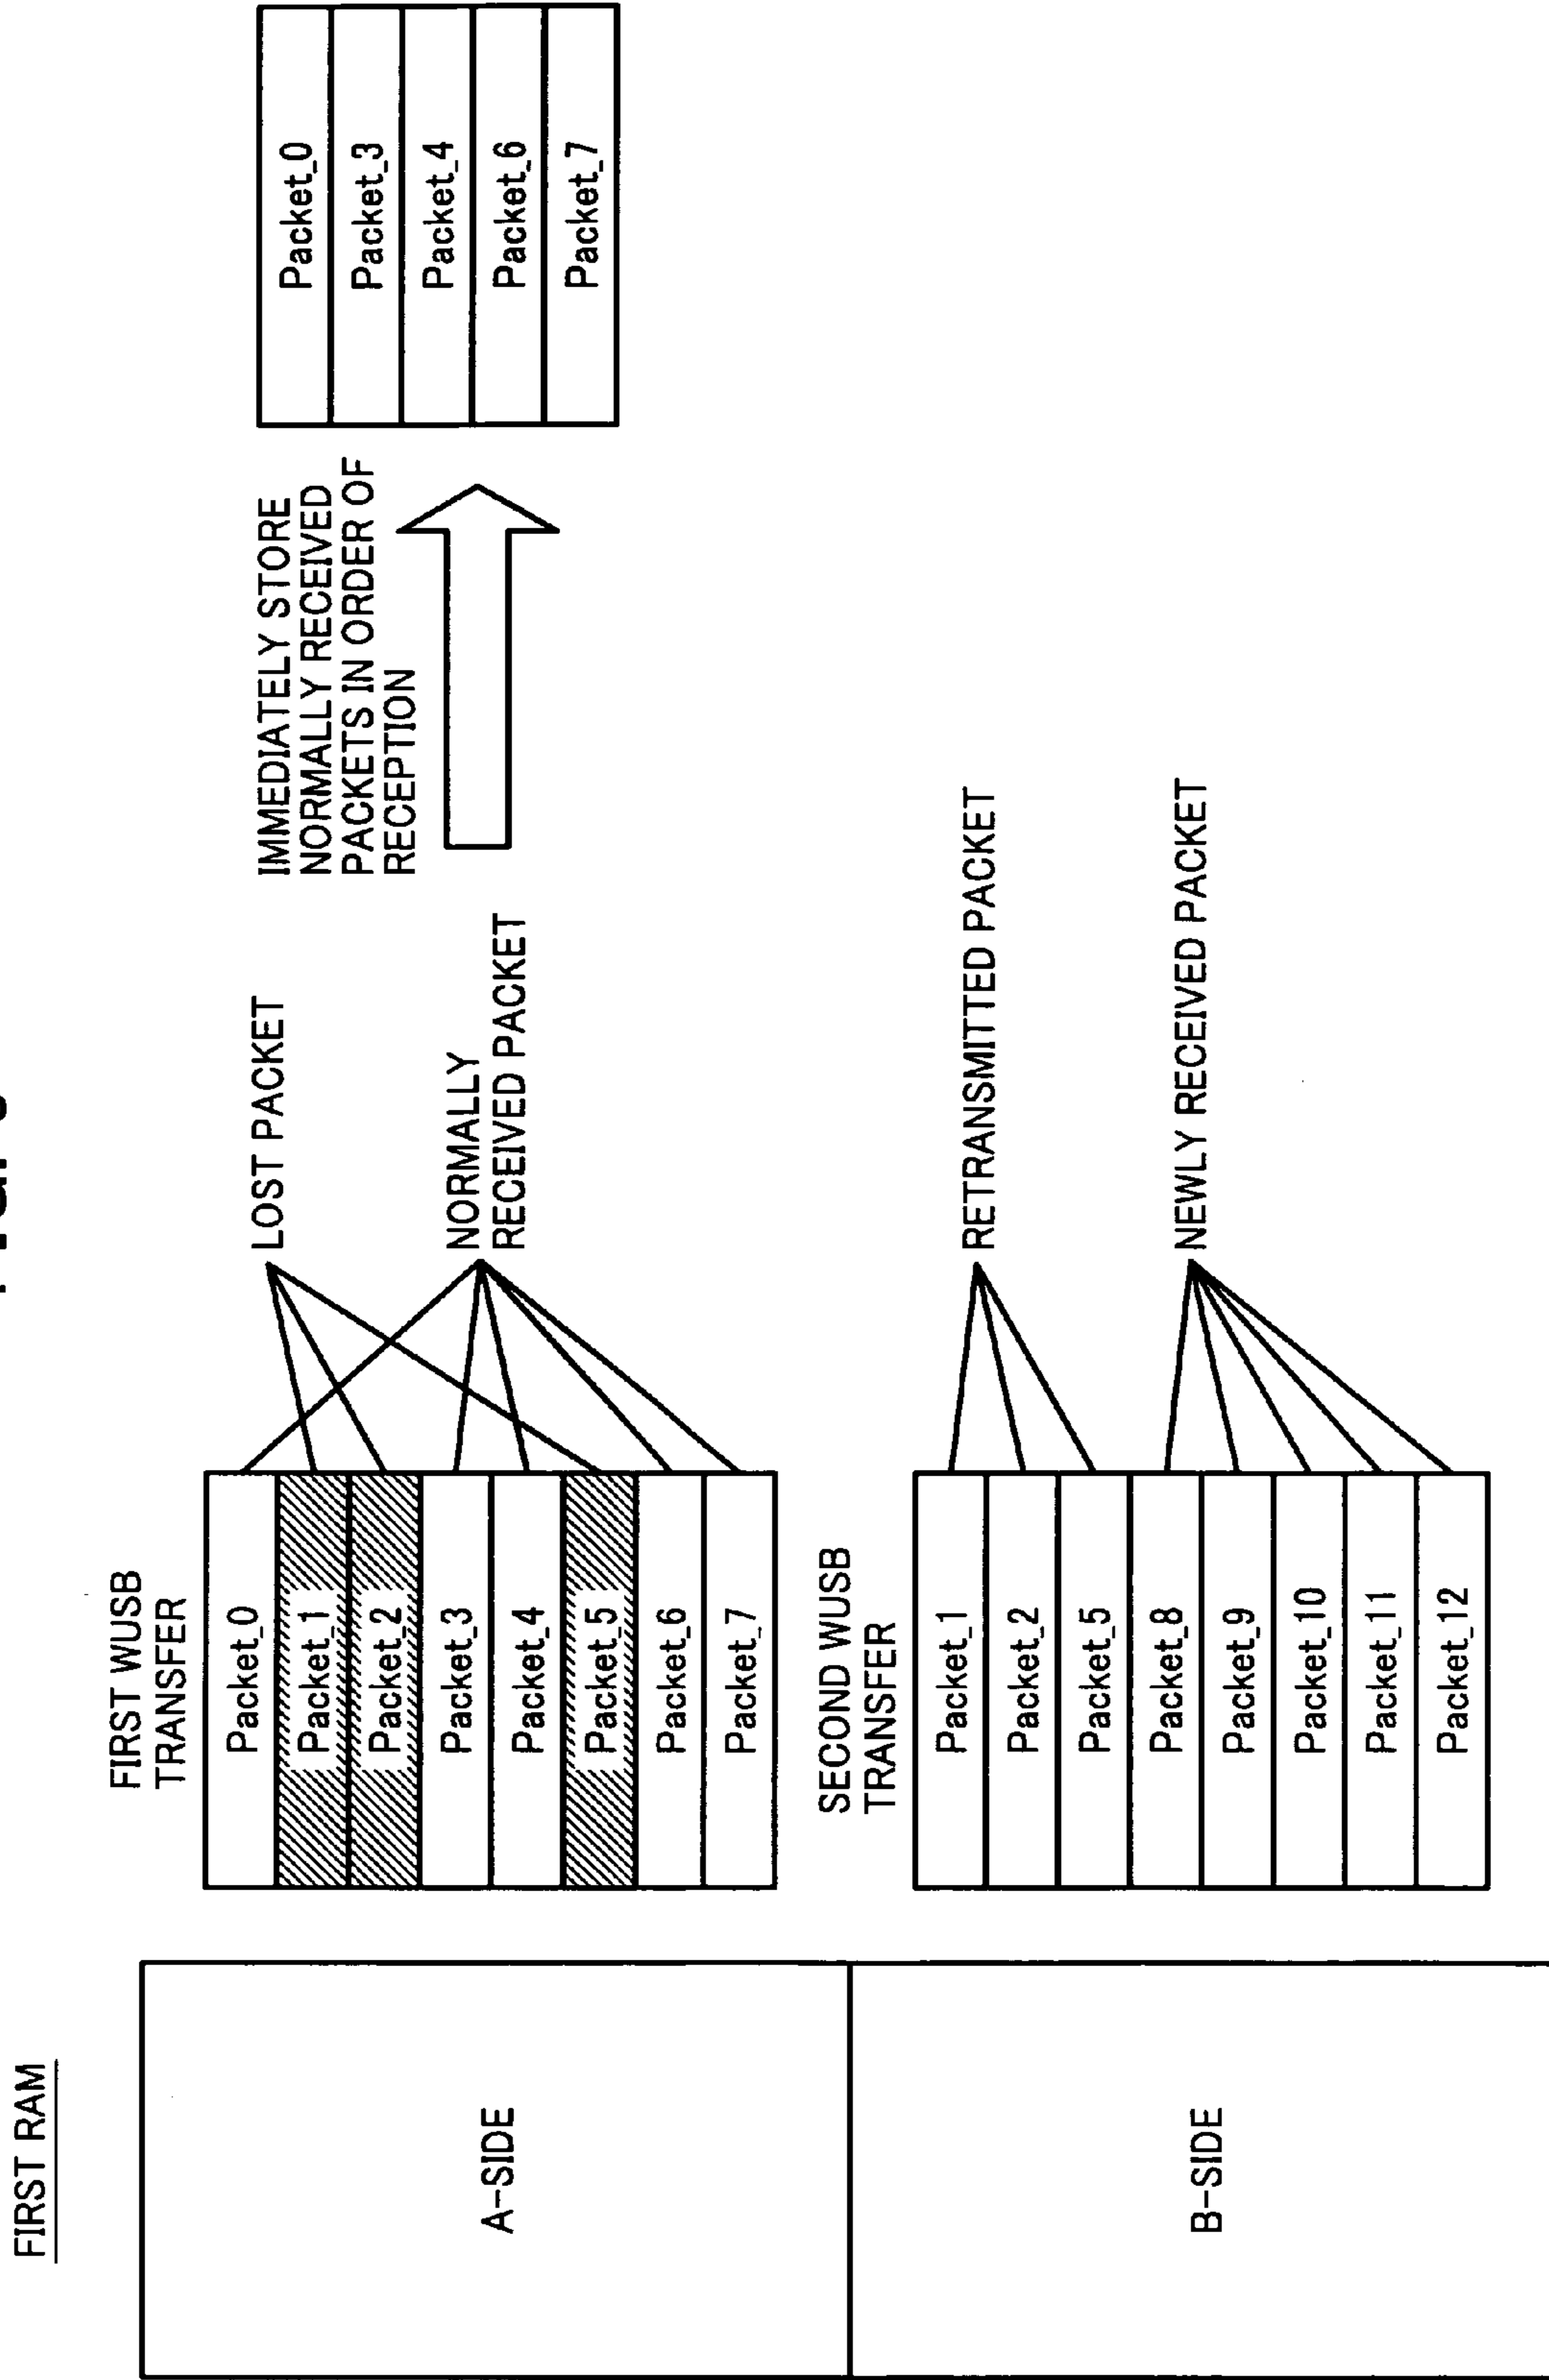 FIRST RAM
A-SIDE
B-SIDE
FIRST WUSB
TRANSFER
Packet_0
Packet_1
Packet_2
Packet_3
Packet_4
Packet_5
Packet_6
Packet_7
LOST PACKET
NORMALLY
RECEIVED PACKET
IMMEDIATELY STORE
NORMALLY RECEIVED
PACKETS IN ORDER OF
RECEPTION
Packet_0
Packet_3
Packet_4
Packet_6
Packet_7
SECOND WUSB
TRANSFER
Packet_1
Packet_2
Packet_5
Packet_8
Packet_9
Packet_10
Packet_11
Packet_12
RETRANSMITTED PACKET
NEWLY RECEIVED PACKET